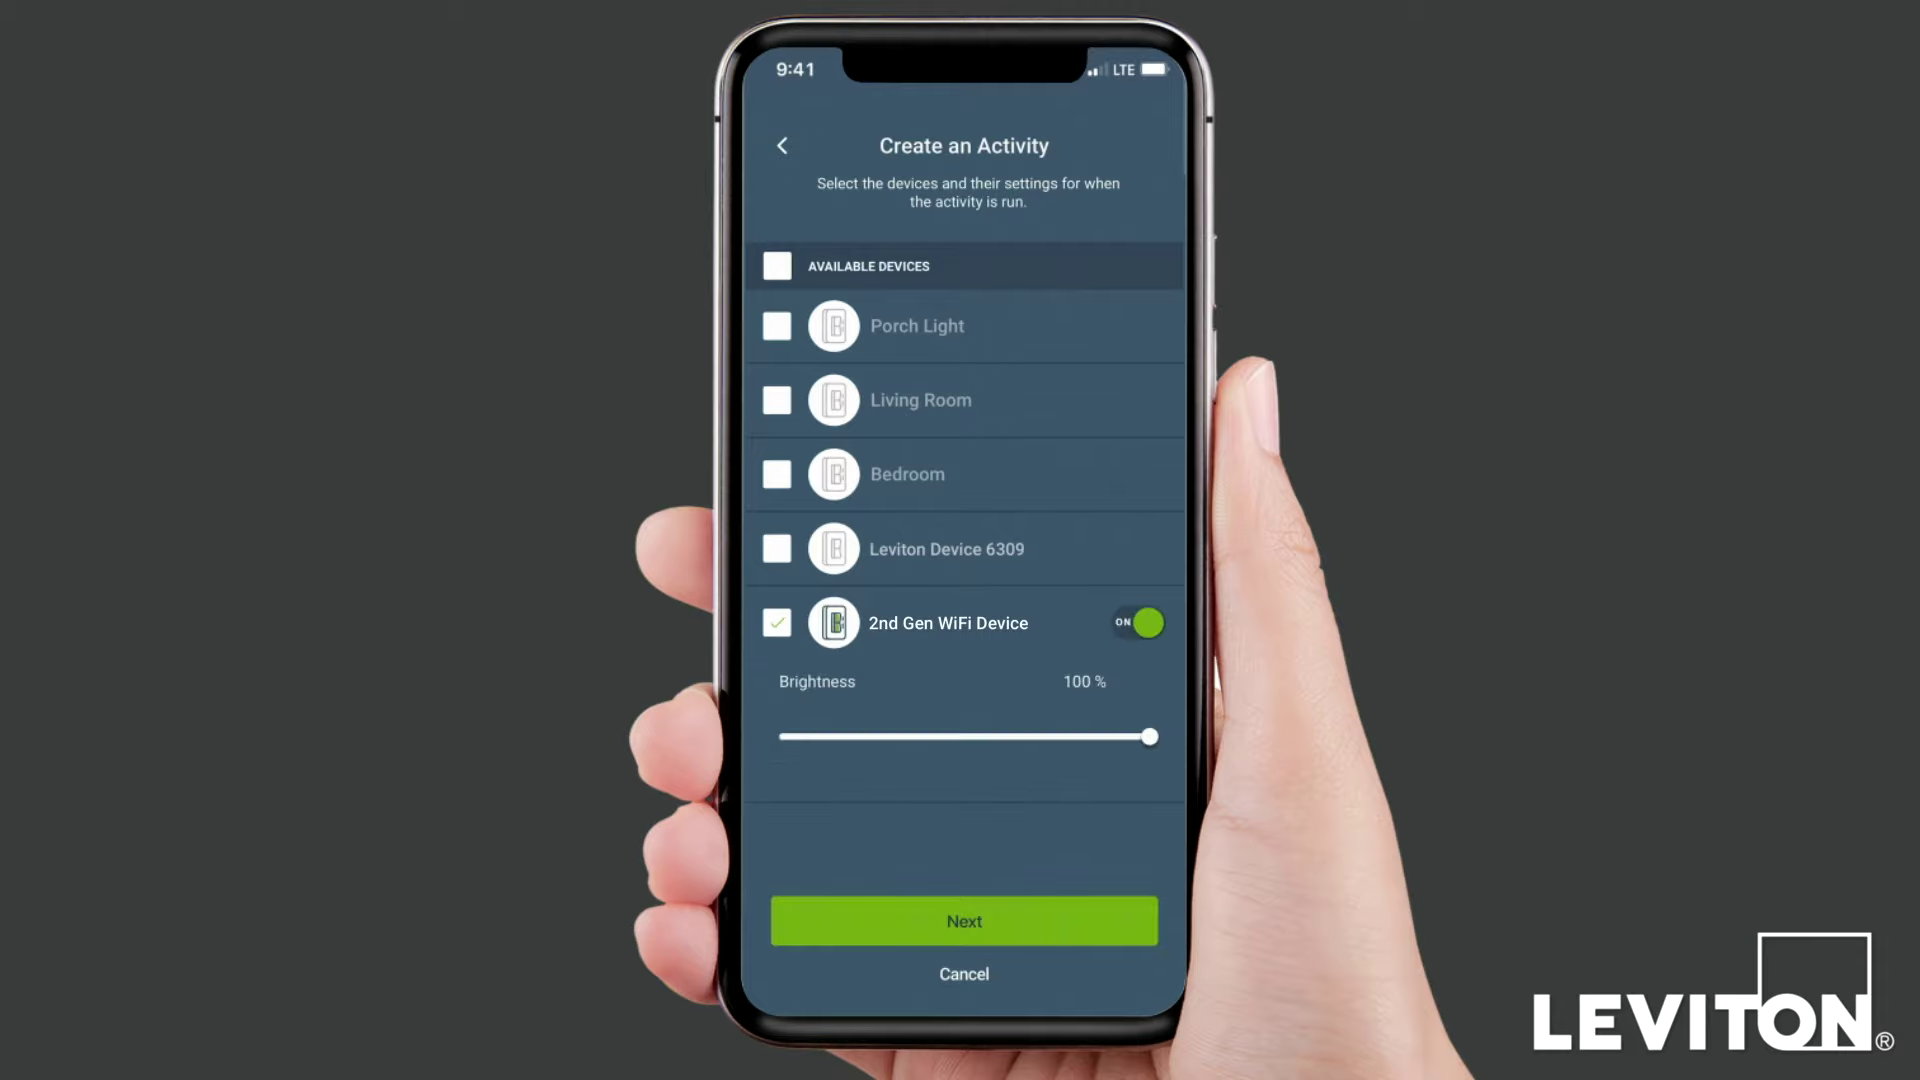 9:41
LTE
Create an Activity
Select the devices and their settings for when
the activity is run.
AVAILABLE DEVICES
Porch Light
Living Room
Bedroom
Leviton Device 6309
2nd Gen WiFi Device
ON
Brightness
100 %
Next
Cancel
LEVITON®